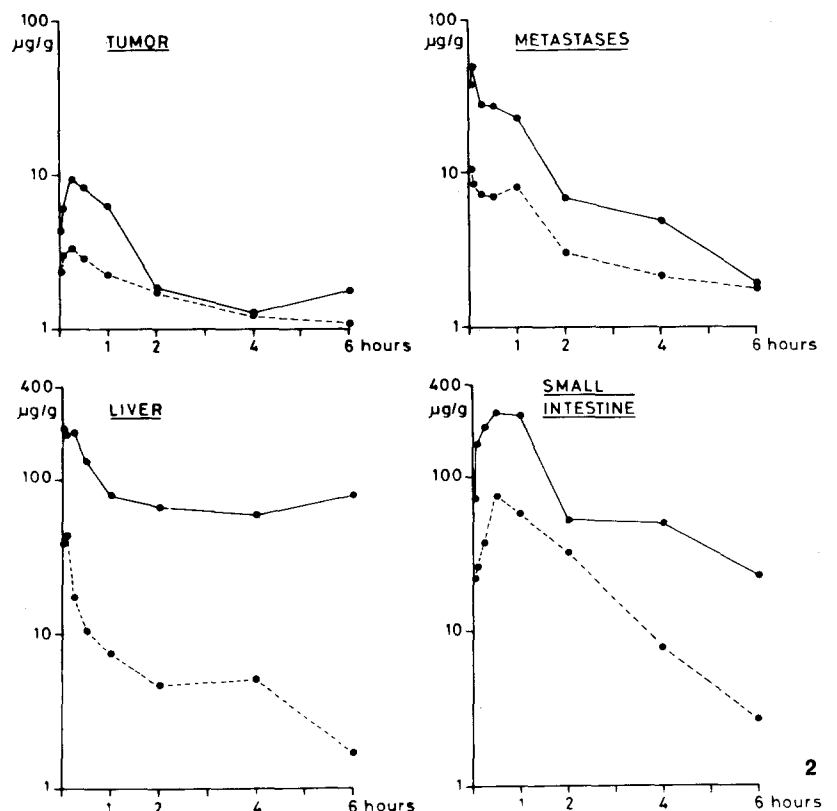 100
µg/g
TUMOR
10
1
1 2 4 6 hours
100
µg/g
METASTASES
10
1
1 2 4 6 hours
400
µg/g
LIVER
100
10
1
1 2 4 6 hours
400
µg/g
SMALL
INTESTINE
100
10
1
1 2 4 6 hours
2